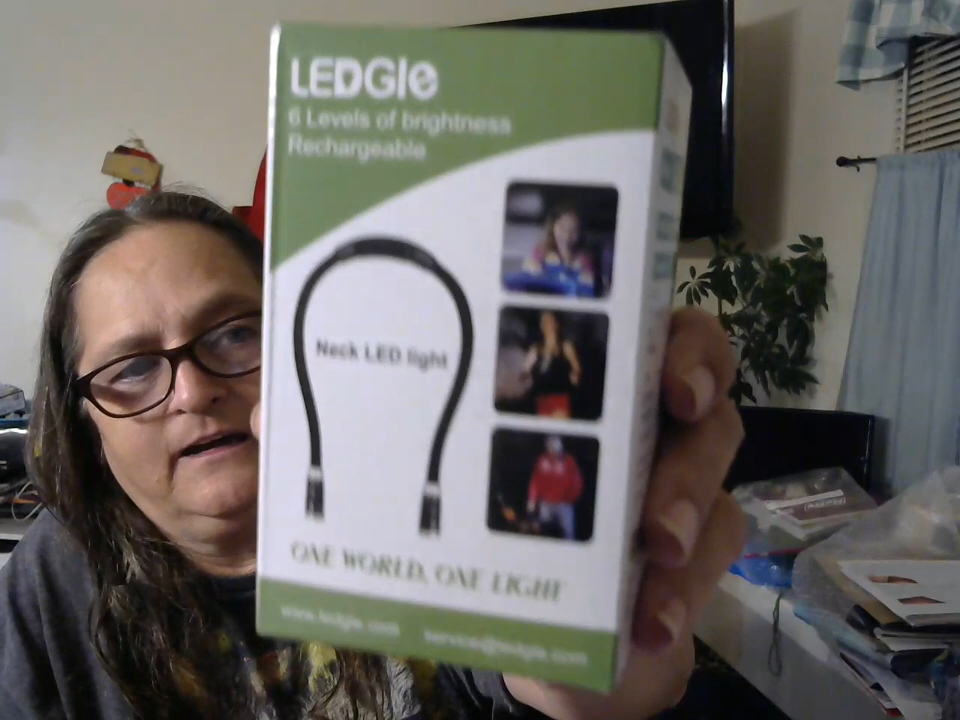 LEDGle
6 Levels of brightness
Rechargeable
Neck LED light
ONE WORLD, ONE LIGHT
www.ledgle.com service@ledgle.com